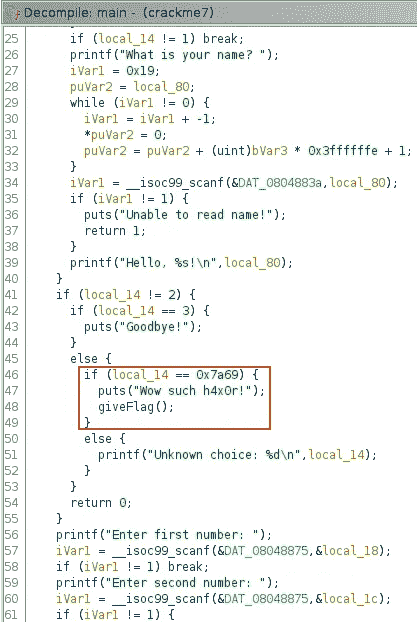 Decompile: main - (crackme7)
25 if (local_14 != 1) break;
26 printf("What is your name? ");
27 iVar1 = 0x19;
28 puVar2 = local_80;
29 while (iVar1 != 0) {
30 iVar1 = iVar1 + -1;
31 *puVar2 = 0;
32 puVar2 = puVar2 + (uint)bVar3 * 0x3ffffffe + 1;
33 }
34 iVar1 = __isoc99_scanf(&DAT_0804883a,local_80);
35 if (iVar1 != 1) {
36 puts("Unable to read name!");
37 return 1;
38 }
39 printf("Hello, %s!\n",local_80);
40 }
41 if (local_14 != 2) {
42 if (local_14 == 3) {
43 puts("Goodbye!");
44 }
45 else {
46 if (local_14 == 0x7a69) {
47 puts("Wow such h4x0r!");
48 giveFlag();
49 }
50 else {
51 printf("Unknown choice: %d\n",local_14);
52 }
53 }
54 return 0;
55 }
56 printf("Enter first number: ");
57 iVar1 = __isoc99_scanf(&DAT_08048875,&local_18);
58 if (iVar1 != 1) break;
59 printf("Enter second number: ");
60 iVar1 = __isoc99_scanf(&DAT_08048875,&local_1c);
61 if (iVar1 != 1) {